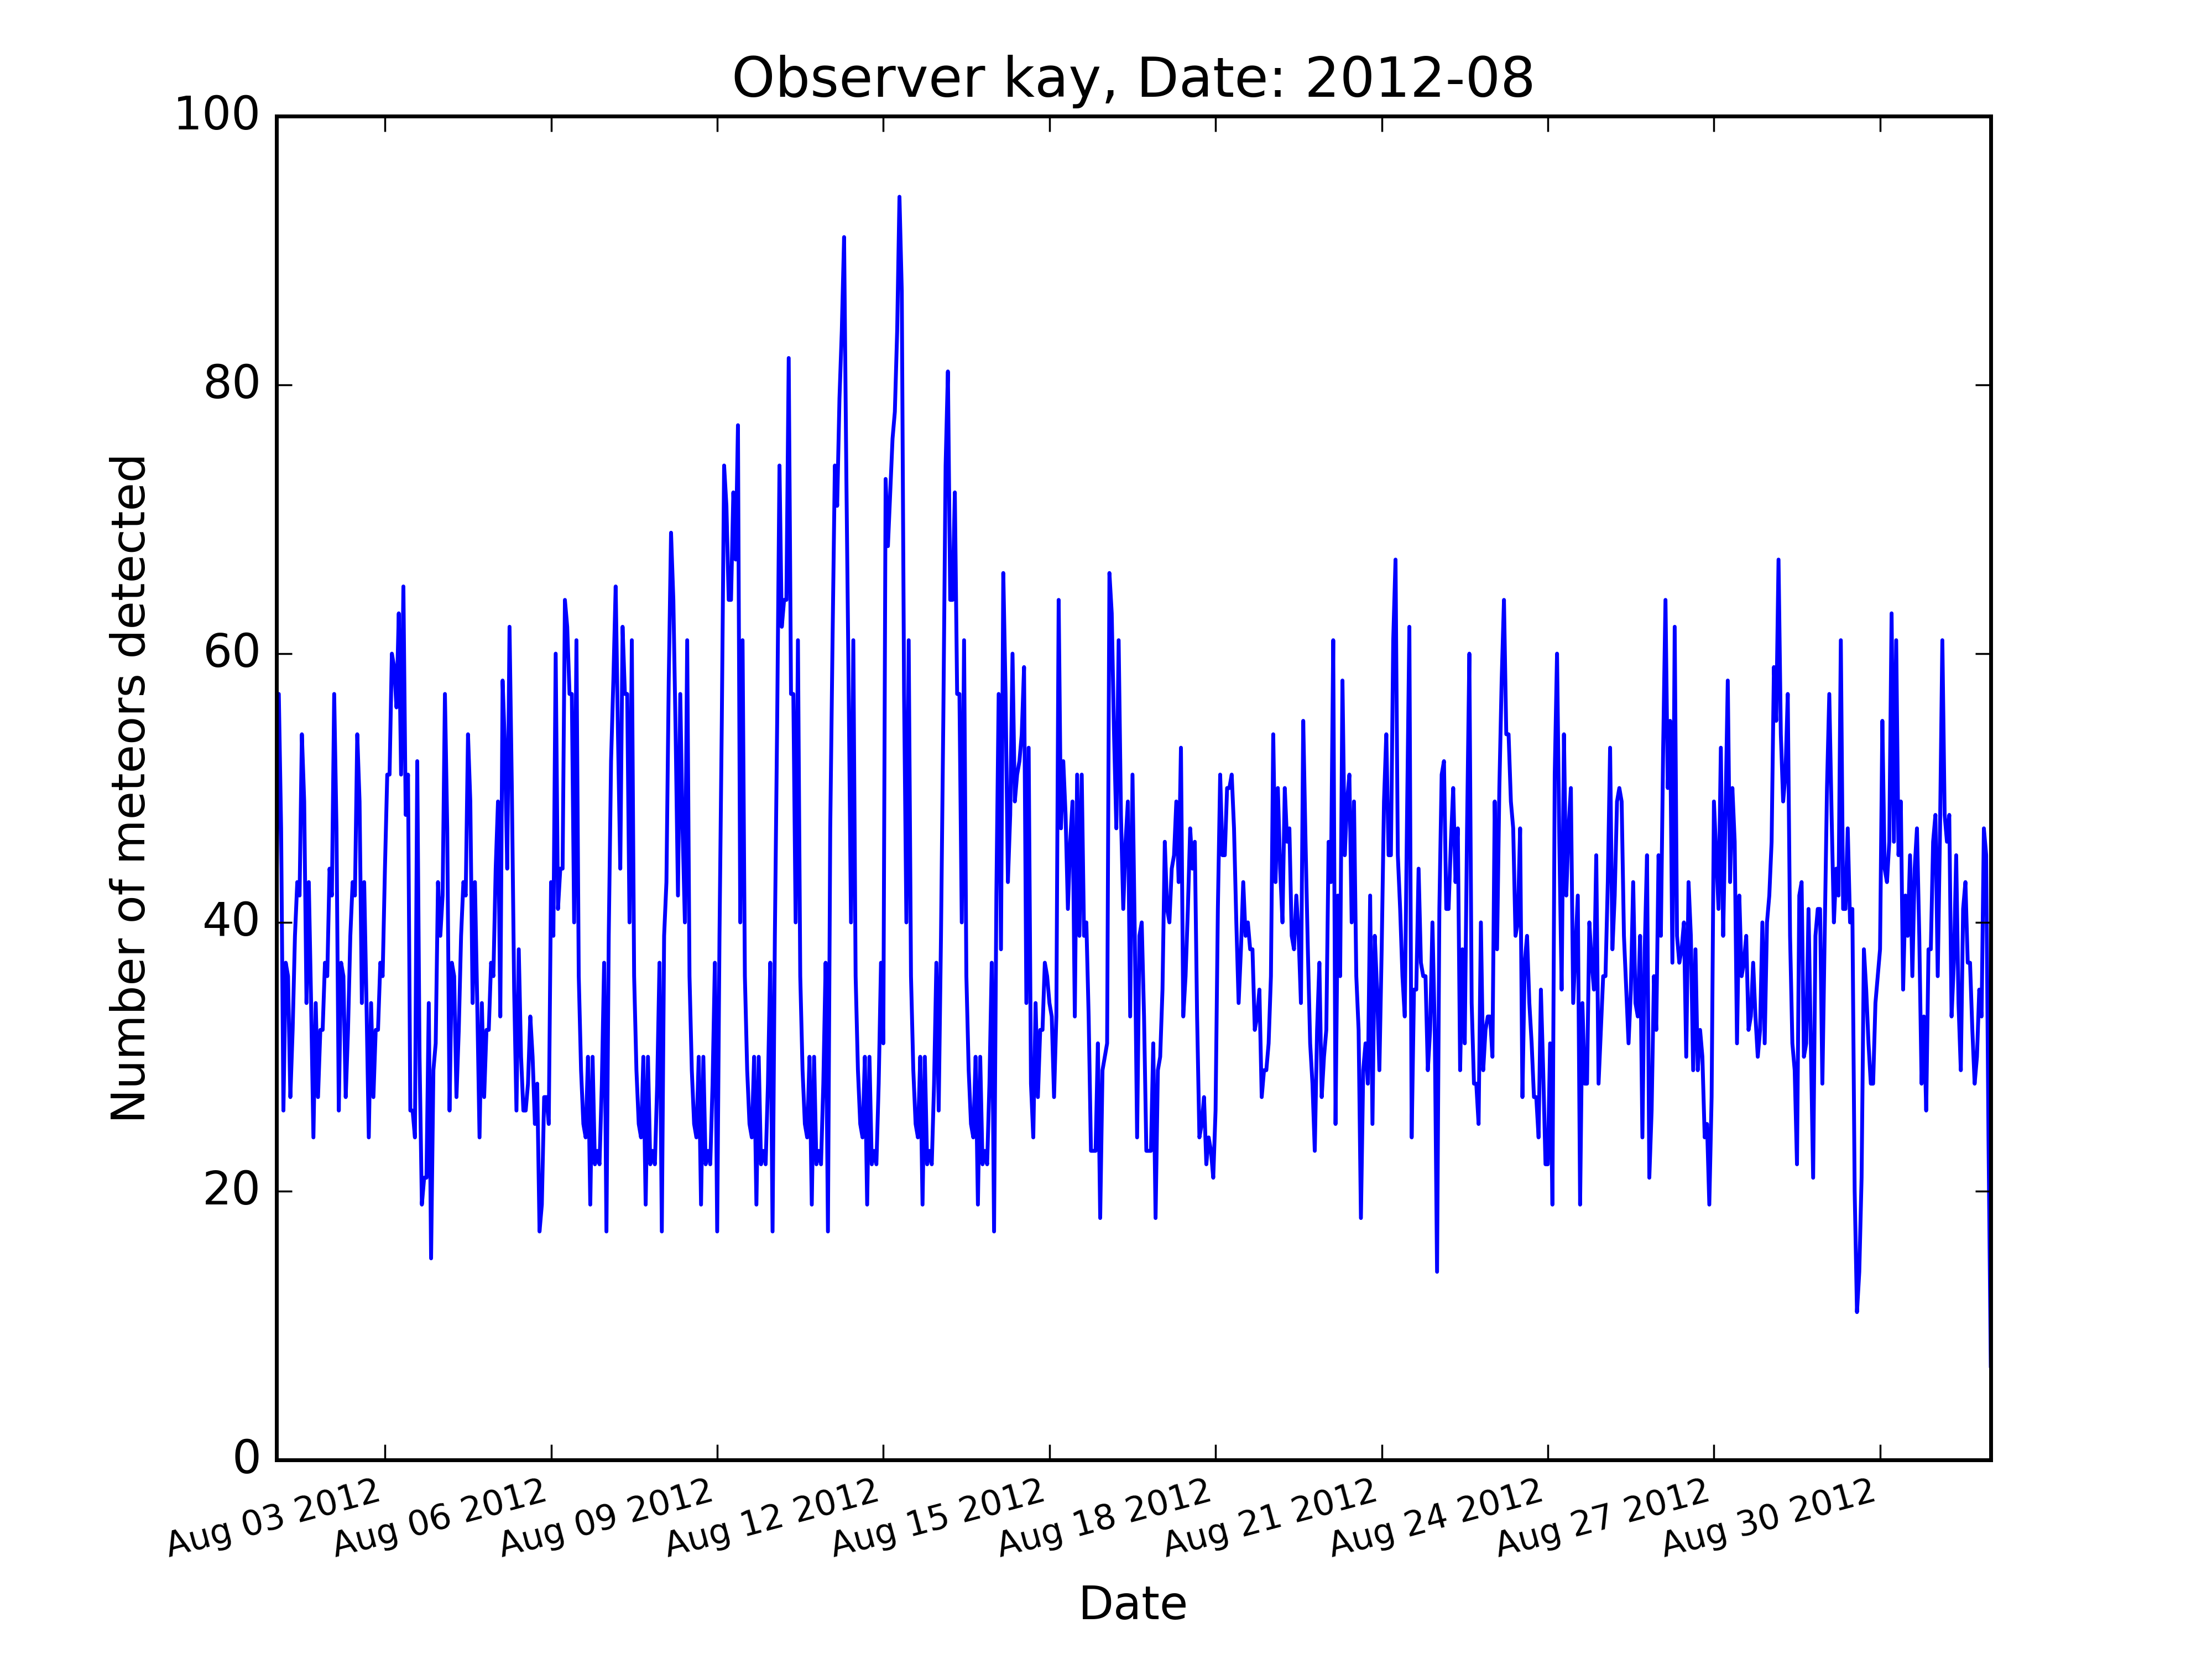 Observer kay, Date: 2012-08
100
80
60
40
20
0
Number of meteors detected
Aug 03 2012
Aug 06 2012
Aug 09 2012
Aug 12 2012
Aug 15 2012
Aug 18 2012
Aug 21 2012
Aug 24 2012
Aug 27 2012
Aug 30 2012
Date